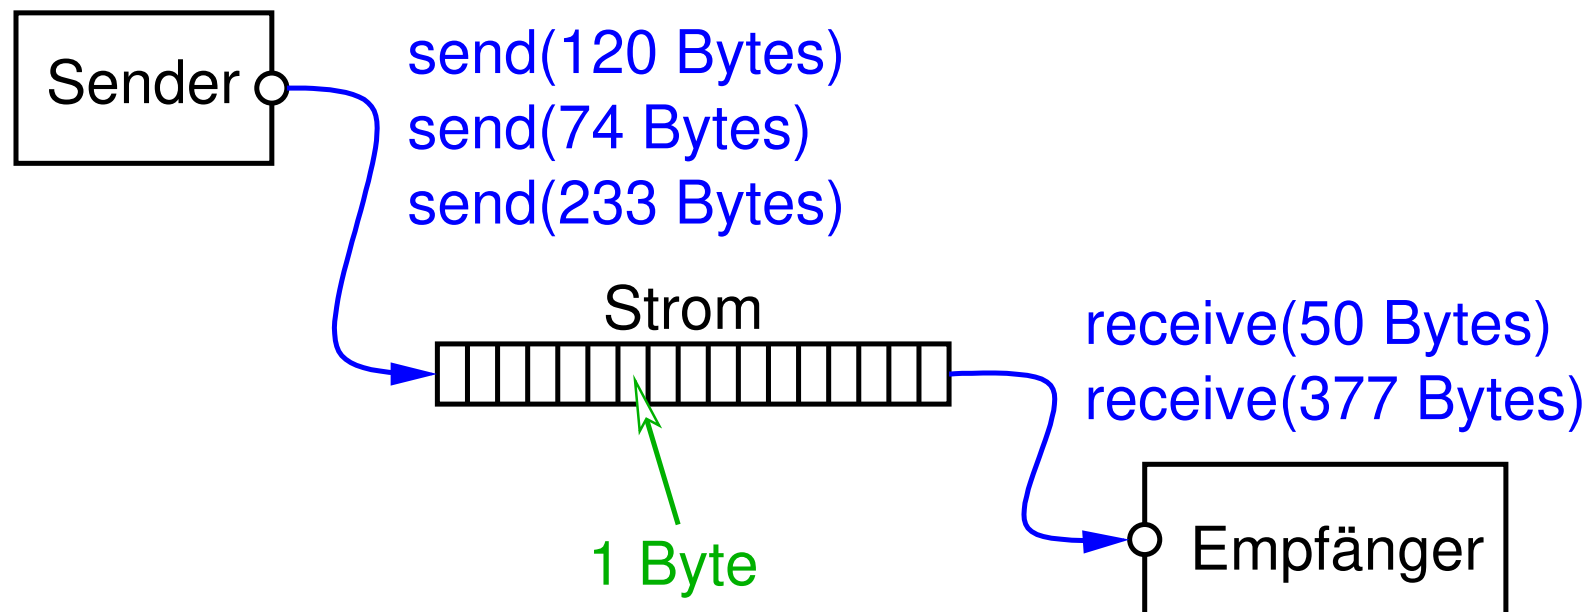 Sender
send(120 Bytes)
send(74 Bytes)
send(233 Bytes)
Strom
receive(50 Bytes)
receive(377 Bytes)
1 Byte
Empfänger